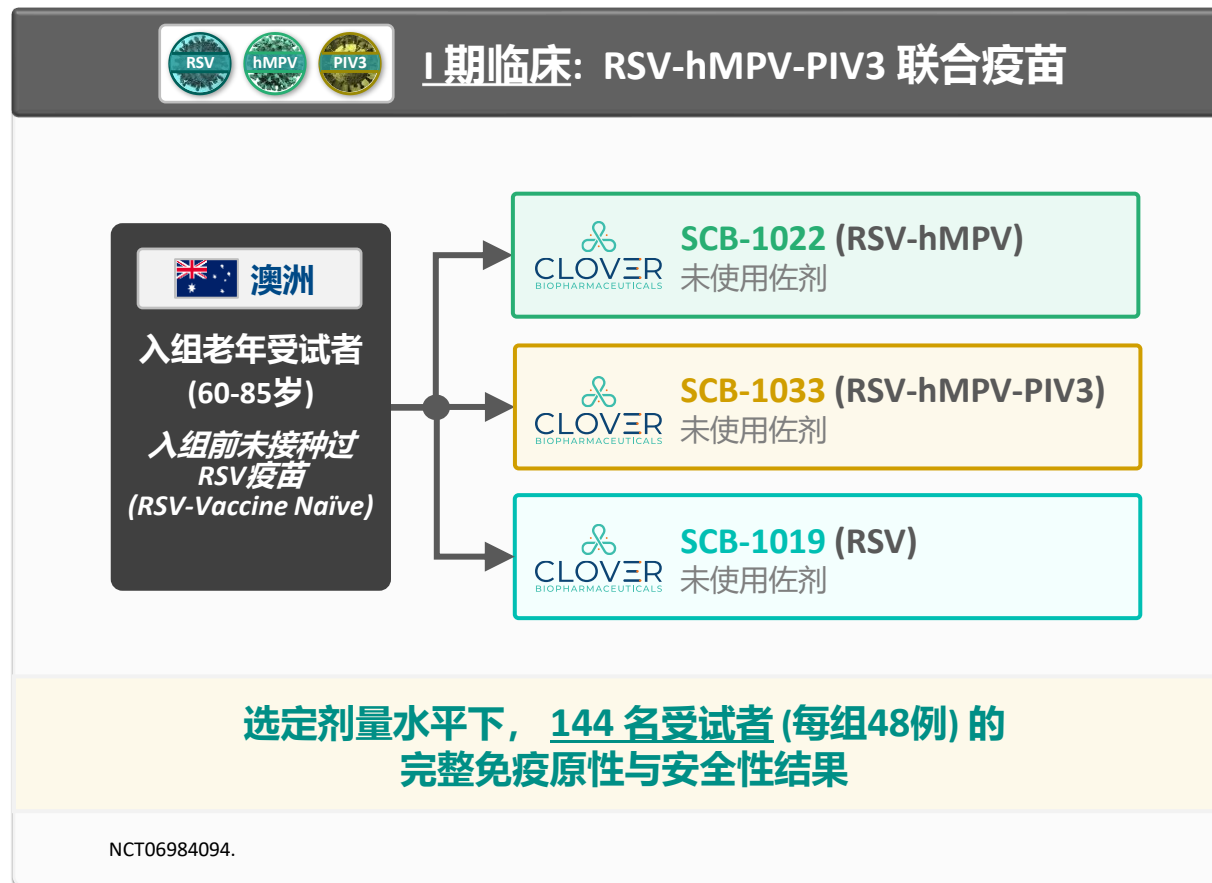 RSV hMPV PIV3
I 期临床: RSV-hMPV-PIV3 联合疫苗
澳洲
入组老年受试者
(60-85岁)
入组前未接种过
RSV疫苗
(RSV-Vaccine Naïve)
CLOVER
BIOPHARMACEUTICALS
SCB-1022 (RSV-hMPV)
未使用佐剂
CLOVER
BIOPHARMACEUTICALS
SCB-1033 (RSV-hMPV-PIV3)
未使用佐剂
CLOVER
BIOPHARMACEUTICALS
SCB-1019 (RSV)
未使用佐剂
选定剂量水平下， 144 名受试者 (每组48例) 的
完整免疫原性与安全性结果
NCT06984094.